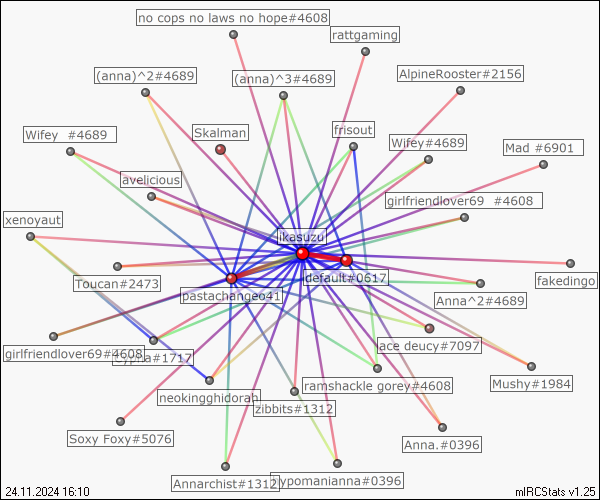 no cops no laws no hope#4608
rattgaming
(anna)^2#4689
(anna)^3#4689
AlpineRooster#2156
Skalman
frisout
Wifey #4689
Wifey#4689
Mad #6901
avelicious
girlfriendlover69 #4608
xenoyaut
ikasuzu
Toucan#2473
default#0617
fakedingo
pastachangeo41
Anna^2#4689
ace deucy#7097
girlfriendlover69#4608
#1717
ramshackle gorey#4608
Mushy#1984
neokingghidorah
zibbits#1312
Soxy Foxy#5076
Anna.#0396
Annarchist#1312
lypomanianna#0396
24.11.2024 16:10
mIRCStats v1.25